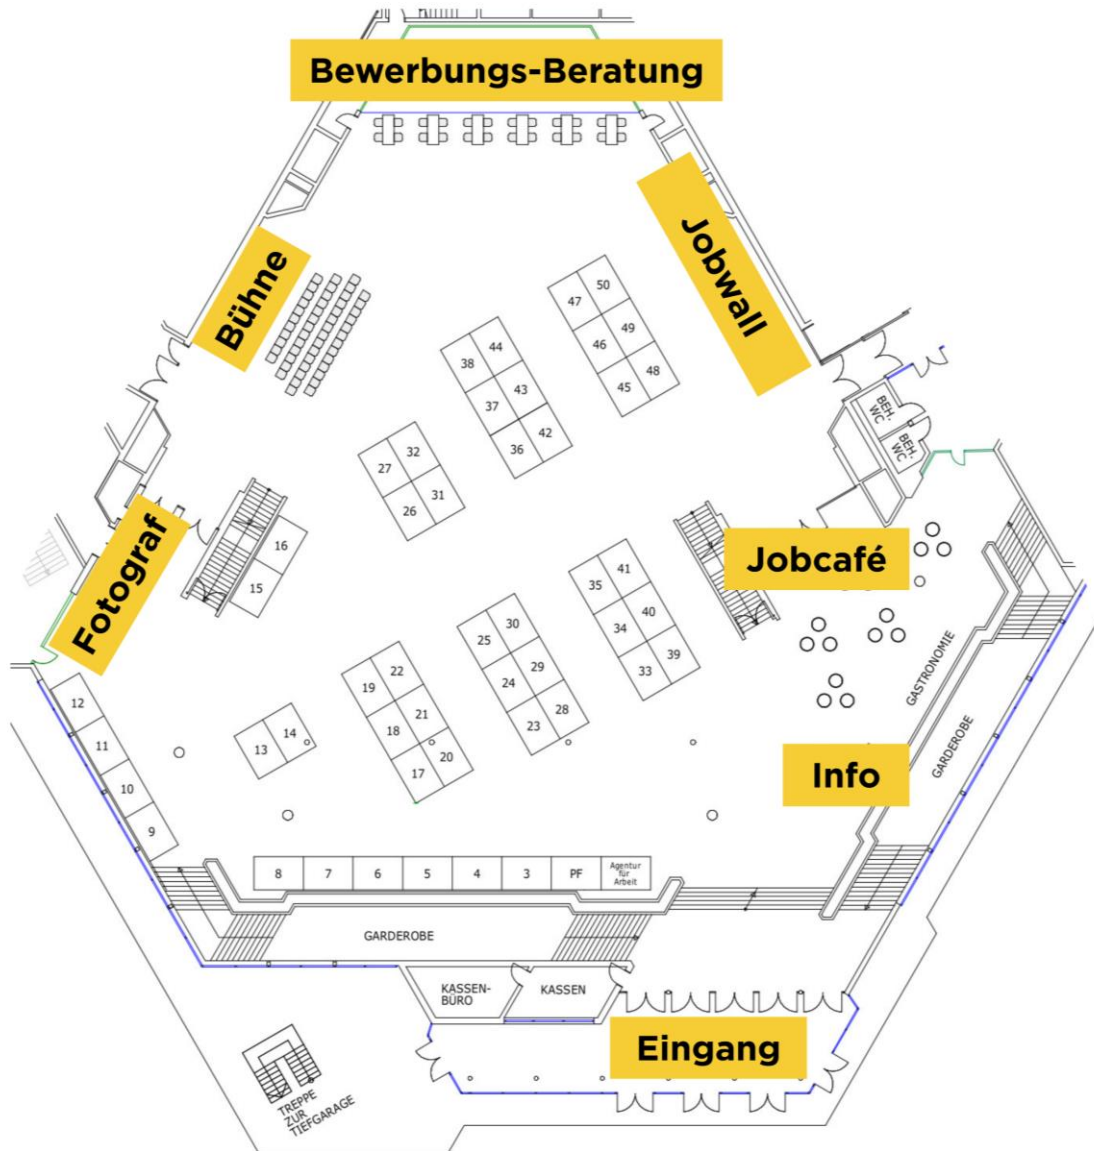 Bewerbungs-Beratung
Jobwall
Bühne
47 50
46 49
45 48
38 44
37 43
36 42
27 32
26 31
BEH.
WC
BEH.
WC
16
15
Fotograf
Jobcafé
35 41
34 40
33 39
25 30
24 29
23 28
19 22
18 21
17 20
13 14
12
11
10
9
GASTRONOMIE
GARDEROBE
Info
8 7 6 5 4 3 PF Agentur
für
Arbeit
GARDEROBE
KASSEN-
BÜRO
KASSEN
Eingang
TREPPE
ZUR
TIEFGARAGE